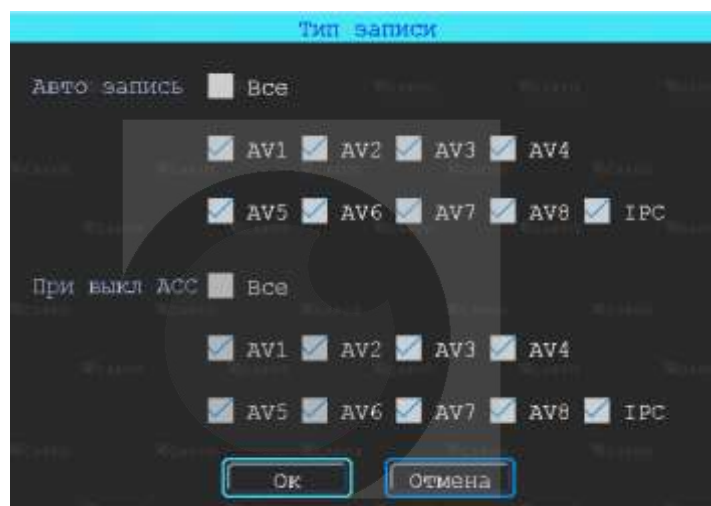 Тип записи
Авто запись Все
AV1 AV2 AV3 AV4
AV5 AV6 AV7 AV8 IPC
При выкл ACC Все
AV1 AV2 AV3 AV4
AV5 AV6 AV7 AV8 IPC
Ок Отмена